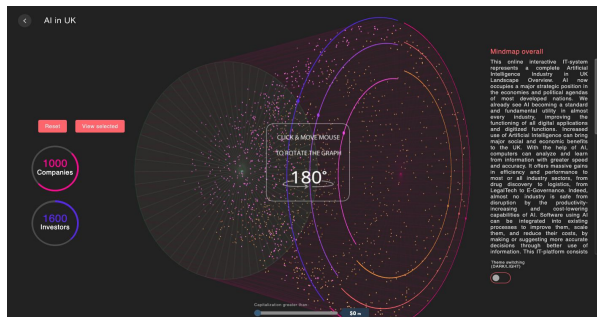 AI in UK
Mindmap overall
This online interactive IT-system
represents a complete Artificial
Intelligence Industry in UK
Landscape Overview. AI now
occupies a major strategic position in
the economies and political agendas
of most developed nations. We
already see AI becoming a standard
and fundamental utility in almost
every industry, improving the
functioning of all digital applications
and digitized functions. Increased
use of Artificial Intelligence can bring
major social and economic benefits
to the UK. With the help of AI,
computers can analyze and learn
from information with greater speed
and accuracy. It offers massive gains
in efficiency and performance to
most or all industry sectors, from
drug discovery to logistics, from
LegalTech to E-Governance. Indeed,
almost no industry is safe from
disruption by the productivity-
increasing and cost-lowering
capabilities of AI. Software using AI
can be integrated into existing
processes to improve them, scale
them, and reduce their costs, by
making or suggesting more accurate
decisions through better use of
information. This IT-platform consists
Reset
View selected
1000
Companies
1600
Investors
CLICK & MOVE MOUSE
TO ROTATE THE GRAPH
180°
Theme switching
(DARK/LIGHT)
Capitalization greater than:
$0 m